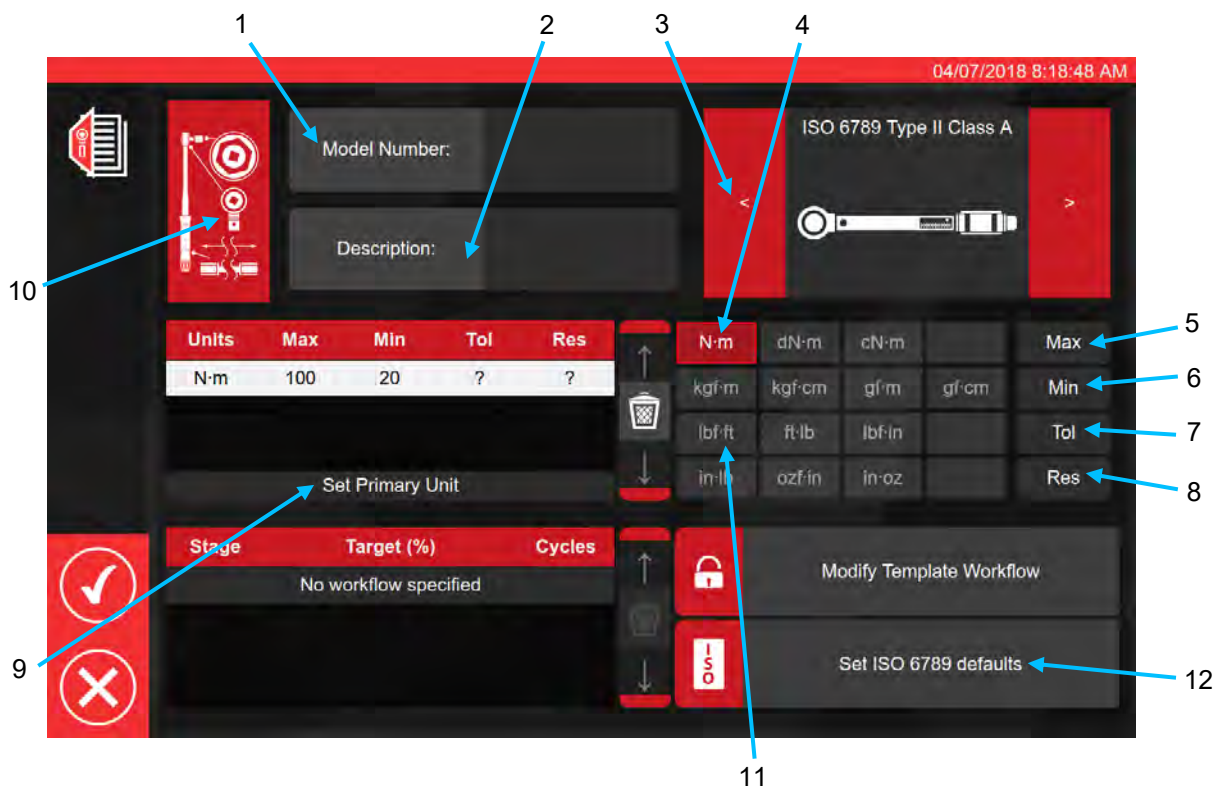 1 2 3 4
04/07/2018 8:18:48 AM
Model Number:
ISO 6789 Type II Class A
< >
Description:
10
Units Max Min Tol Res
N·m 100 20 ? ?
Set Primary Unit
N·m dN·m cN·m Max
kgf·m kgf·cm gf·m gf·cm Min
lbf·ft ft·lb lbf·in Tol
in·lb ozf·in in·oz Res
5
6
7
8
Stage Target (%) Cycles
No workflow specified
Modify Template Workflow
ISO
Set ISO 6789 defaults
9
12
11